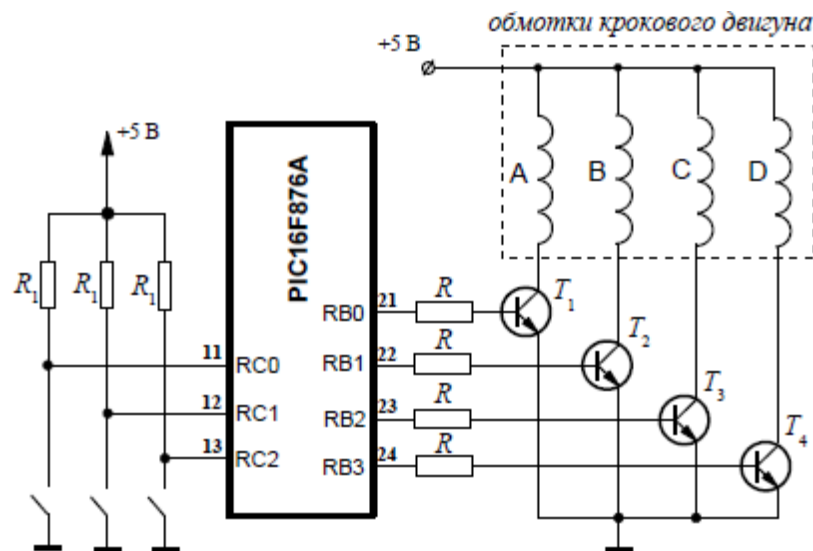 обмотки крокового двигуна
+5 В
+5 В
A
B
C
D
PIC16F876A
R1
R1
R1
11
RC0
12
RC1
13
RC2
RB0
21
R
T1
RB1
22
R
T2
RB2
23
R
T3
RB3
24
R
T4